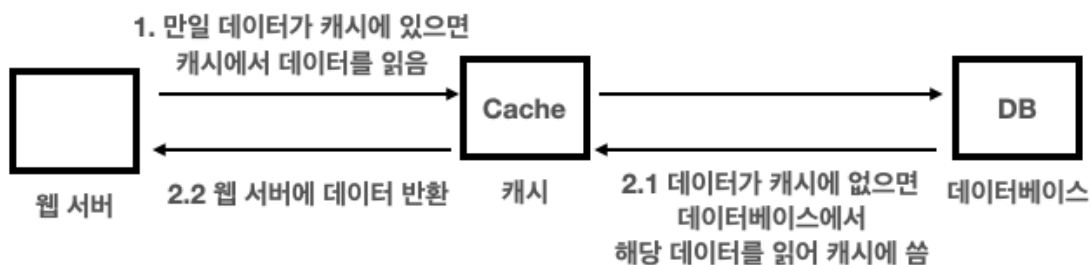 1. 만일 데이터가 캐시에 있으면
캐시에서 데이터를 읽음
Cache
DB
웹 서버
2.2 웹 서버에 데이터 반환
캐시
2.1 데이터가 캐시에 없으면
데이터베이스에서
해당 데이터를 읽어 캐시에 씀
데이터베이스